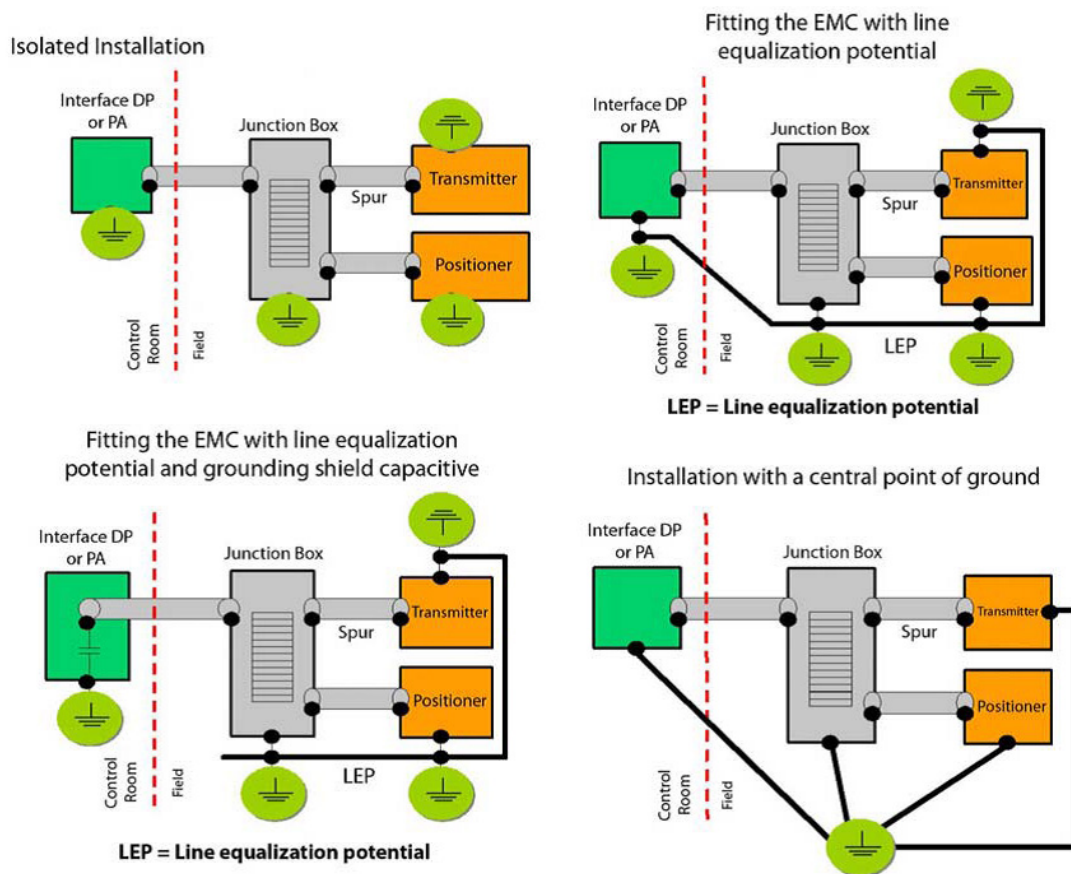 Isolated Installation
Interface DP
or PA
Junction Box
Transmitter
Spur
Positioner
Control
Room
Field
Fitting the EMC with line
equalization potential
Interface DP
or PA
Junction Box
Transmitter
Spur
Positioner
Control
Room
Field
LEP
LEP = Line equalization potential
Fitting the EMC with line equalization
potential and grounding shield capacitive
Interface DP
or PA
Junction Box
Transmitter
Spur
Positioner
Control
Room
Field
LEP
LEP = Line equalization potential
Installation with a central point of ground
Interface DP
or PA
Junction Box
Transmitter
Spur
Positioner
Control
Room
Field